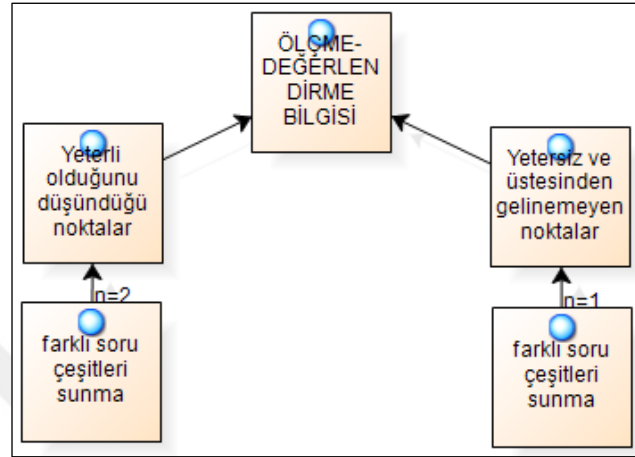 ÖLÇME-
DEĞERLEN
DİRME
BİLGİSİ
Yeterli
olduğunu
düşündüğü
noktalar
Yetersiz ve
üstesinden
gelinemeyen
noktalar
n=2
n=1
farklı soru
çeşitleri
sunma
farklı soru
çeşitleri
sunma